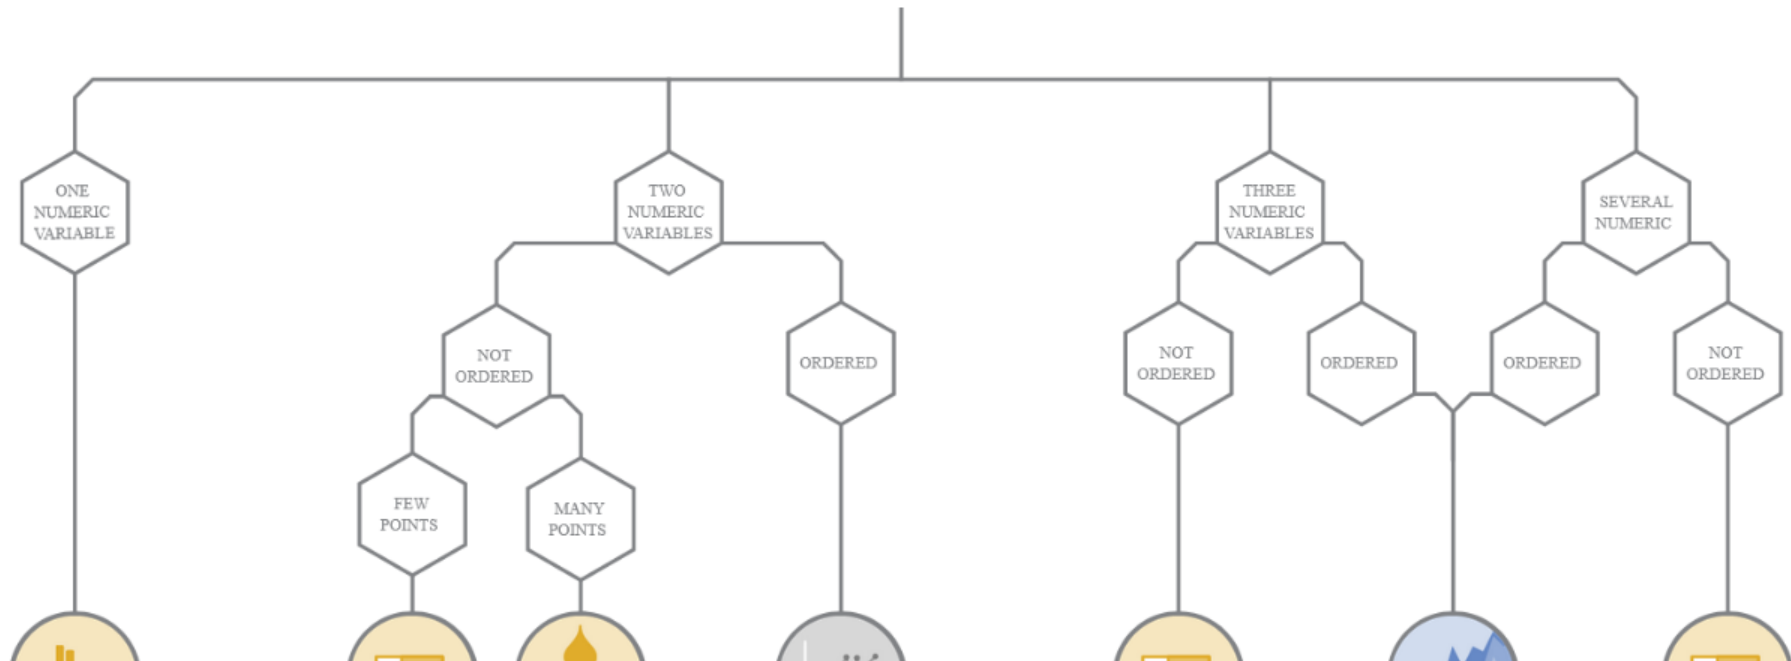 ONE
NUMERIC
VARIABLE
TWO
NUMERIC
VARIABLES
THREE
NUMERIC
VARIABLES
SEVERAL
NUMERIC
NOT
ORDERED
ORDERED
NOT
ORDERED
ORDERED
ORDERED
NOT
ORDERED
FEW
POINTS
MANY
POINTS